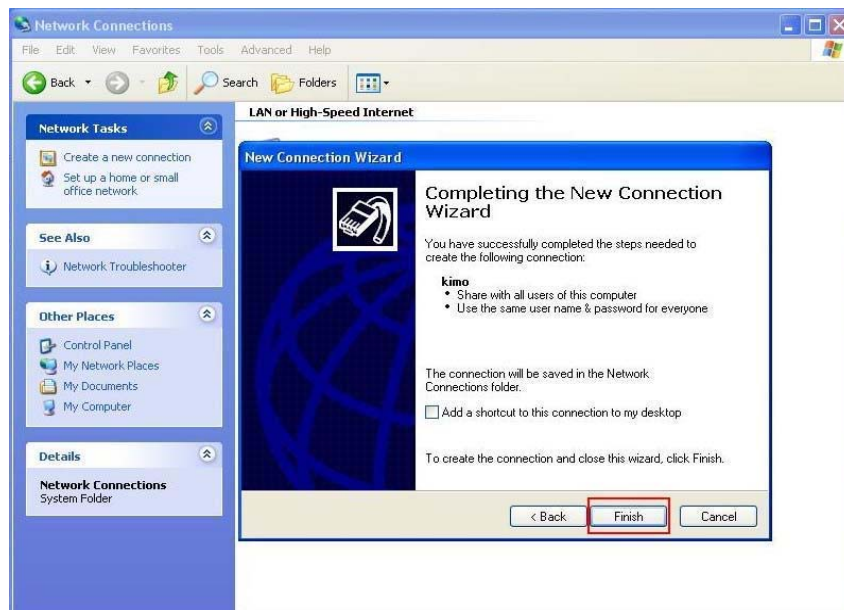 Network Connections
File Edit View Favorites Tools Advanced Help
Back Search Folders
Network Tasks
Create a new connection
Set up a home or small
office network
See Also
Network Troubleshooter
Other Places
Control Panel
My Network Places
My Documents
My Computer
Details
Network Connections
System Folder
LAN or High-Speed Internet
New Connection Wizard
Completing the New Connection
Wizard
You have successfully completed the steps needed to
create the following connection:
kimo
• Share with all users of this computer
• Use the same user name & password for everyone
The connection will be saved in the Network
Connections folder.
Add a shortcut to this connection to my desktop
To create the connection and close this wizard, click Finish.
< Back Finish Cancel